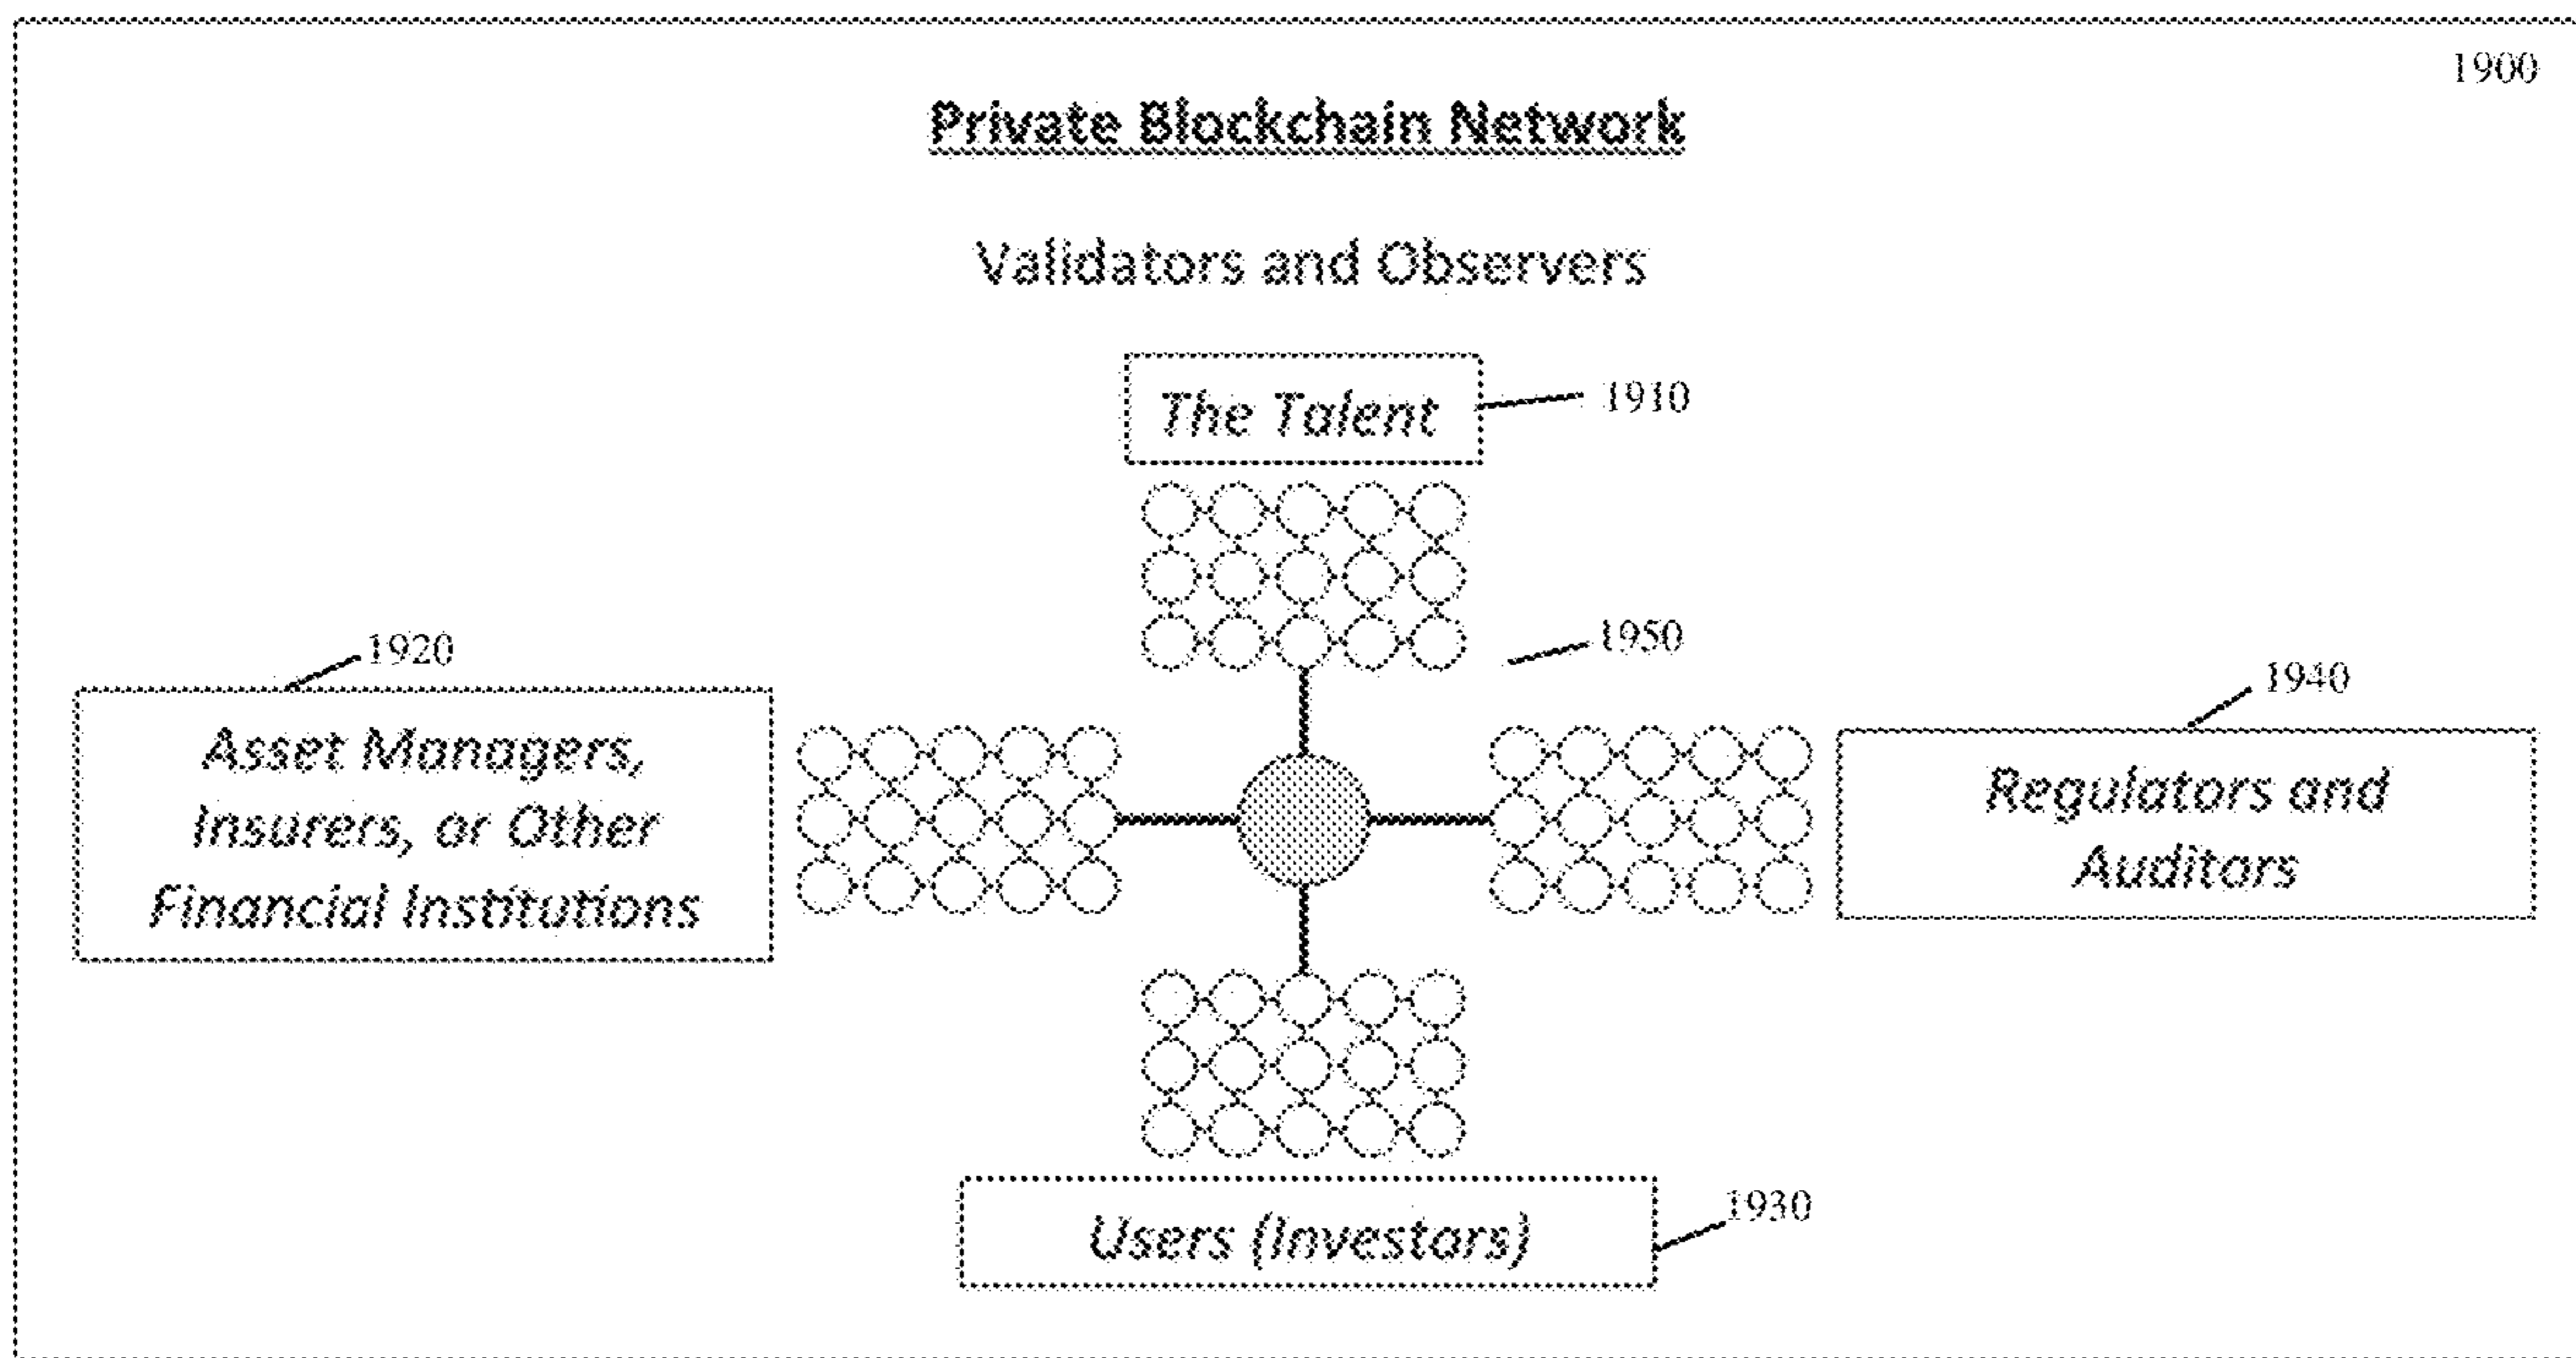 1900
Private Blockchain Network
Validators and Observers
The Talent
1910
1950
1920
1940
Asset Managers,
Insurers, or Other
Financial Institutions
Regulators and
Auditors
Users (Investors)
1930